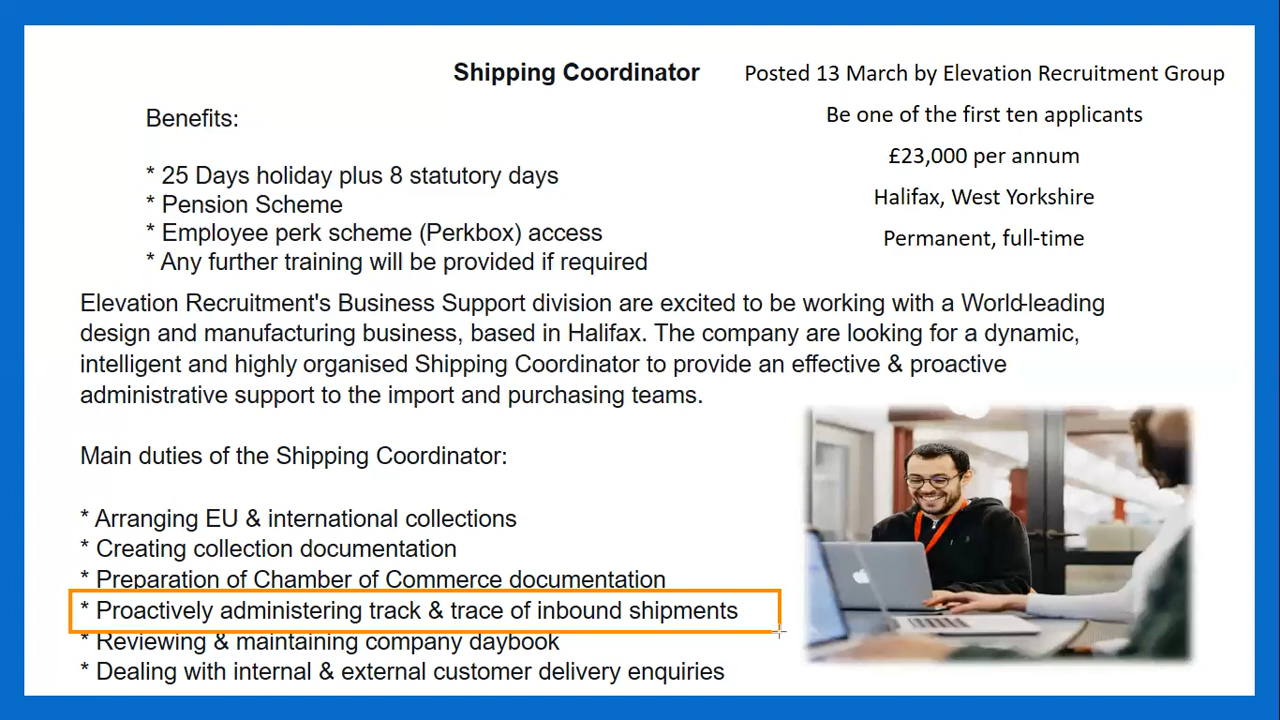 Shipping Coordinator
Posted 13 March by Elevation Recruitment Group
Be one of the first ten applicants
£23,000 per annum
Halifax, West Yorkshire
Permanent, full-time
Benefits:
* 25 Days holiday plus 8 statutory days
* Pension Scheme
* Employee perk scheme (Perkbox) access
* Any further training will be provided if required
Elevation Recruitment's Business Support division are excited to be working with a World-leading
design and manufacturing business, based in Halifax. The company are looking for a dynamic,
intelligent and highly organised Shipping Coordinator to provide an effective & proactive
administrative support to the import and purchasing teams.
Main duties of the Shipping Coordinator:
* Arranging EU & international collections
* Creating collection documentation
* Preparation of Chamber of Commerce documentation
* Proactively administering track & trace of inbound shipments
* Reviewing & maintaining company daybook
* Dealing with internal & external customer delivery enquiries